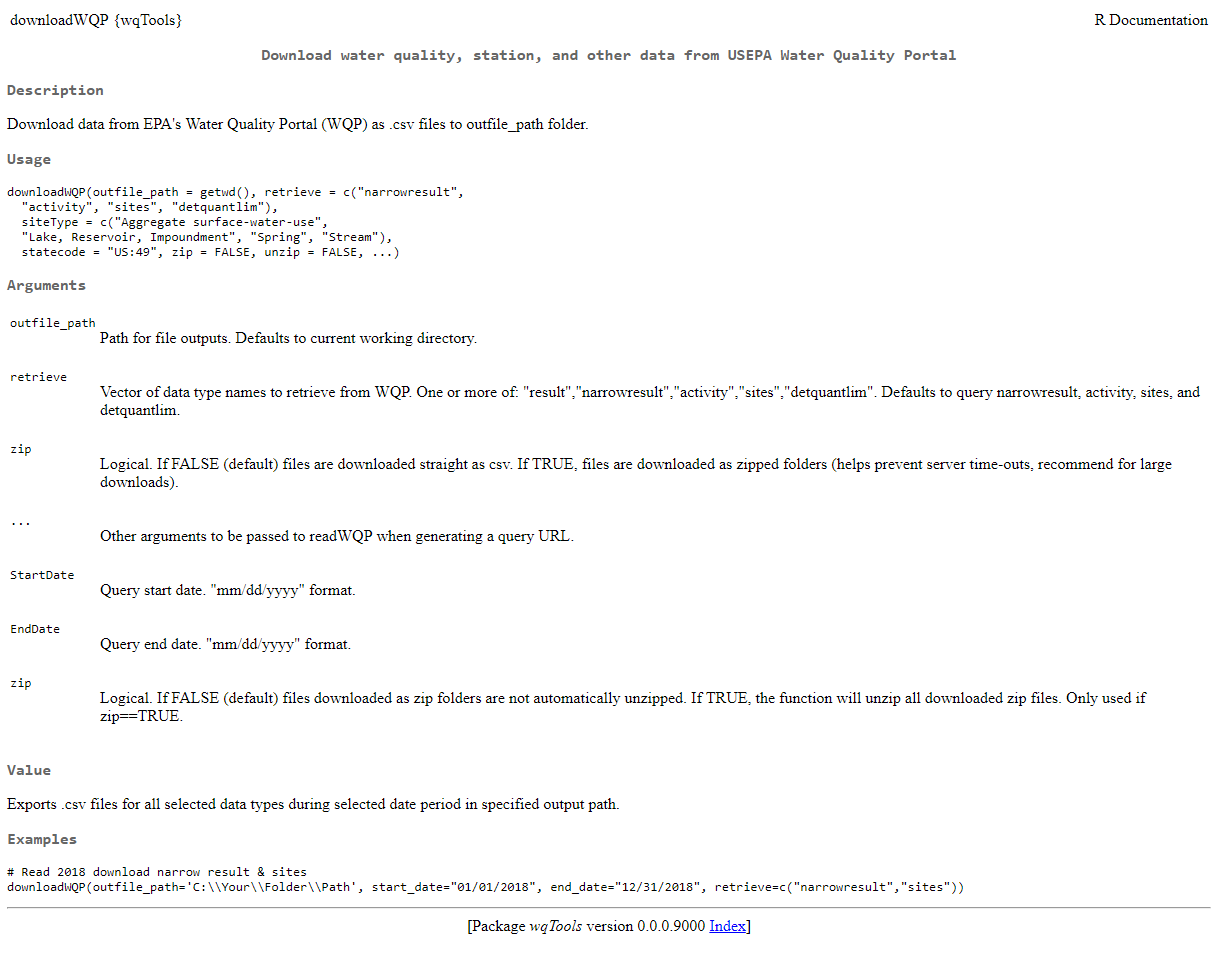 downloadWQP {wqTools} R Documentation
Download water quality, station, and other data from USEPA Water Quality Portal
Description
Download data from EPA's Water Quality Portal (WQP) as .csv files to outfile_path folder.
Usage
downloadWQP(outfile_path = getwd(), retrieve = c("narrowresult",
  "activity", "sites", "detquantlim"),
  siteType = c("Aggregate surface-water-use",
  "Lake, Reservoir, Impoundment", "Spring", "Stream"),
  statecode = "US:49", zip = FALSE, unzip = FALSE, ...)
Arguments
outfile_path
Path for file outputs. Defaults to current working directory.
retrieve
Vector of data type names to retrieve from WQP. One or more of: "result","narrowresult","activity","sites","detquantlim". Defaults to query narrowresult, activity, sites, and
detquantlim.
zip
Logical. If FALSE (default) files are downloaded straight as csv. If TRUE, files are downloaded as zipped folders (helps prevent server time-outs, recommend for large
downloads).
...
Other arguments to be passed to readWQP when generating a query URL.
StartDate
Query start date. "mm/dd/yyyy" format.
EndDate
Query end date. "mm/dd/yyyy" format.
zip
Logical. If FALSE (default) files downloaded as zip folders are not automatically unzipped. If TRUE, the function will unzip all downloaded zip files. Only used if
zip==TRUE.
Value
Exports .csv files for all selected data types during selected date period in specified output path.
Examples
# Read 2018 download narrow result & sites
downloadWQP(outfile_path='C:\\Your\\Folder\\Path', start_date="01/01/2018", end_date="12/31/2018", retrieve=c("narrowresult","sites"))
[Package wqTools version 0.0.0.9000 Index]